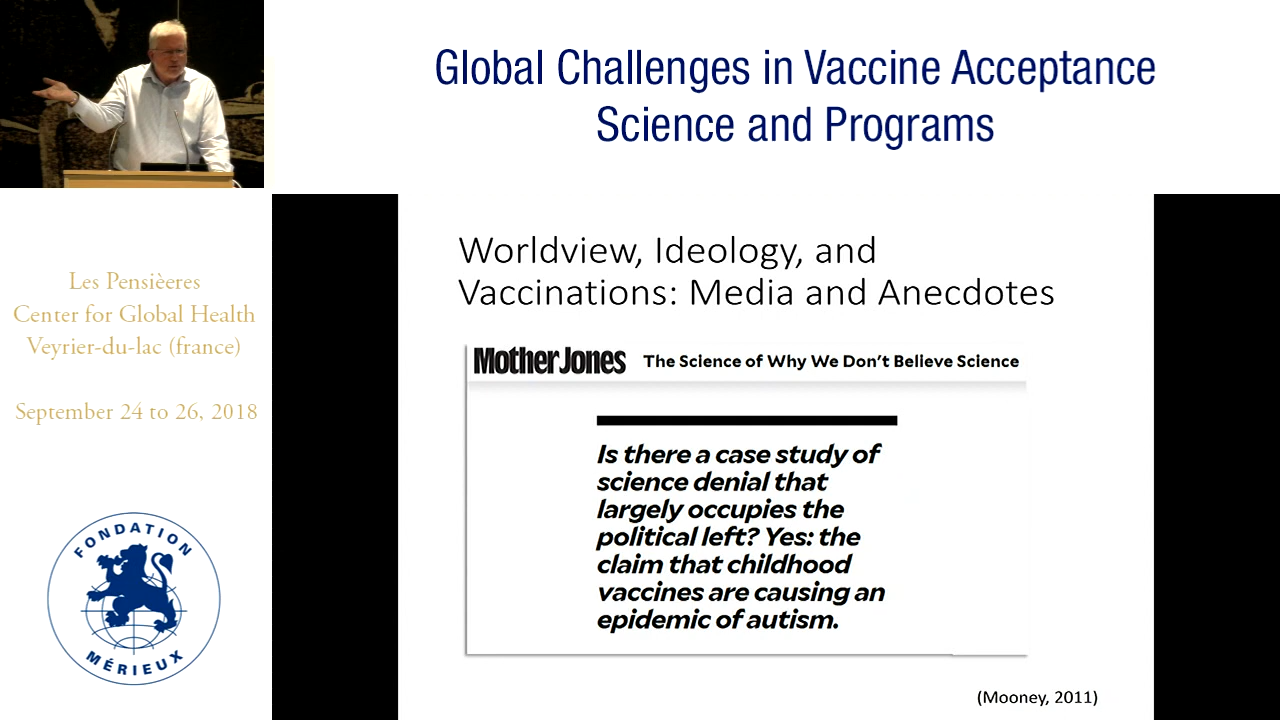 Global Challenges in Vaccine Acceptance
Science and Programs
Les Pensièeres
Center for Global Health
Veyrier-du-lac (france)
September 24 to 26, 2018
FONDATION
MÉRIEUX
Worldview, Ideology, and
Vaccinations: Media and Anecdotes
Mother Jones The Science of Why We Don't Believe Science
Is there a case study of
science denial that
largely occupies the
political left? Yes: the
claim that childhood
vaccines are causing an
epidemic of autism.
(Mooney, 2011)